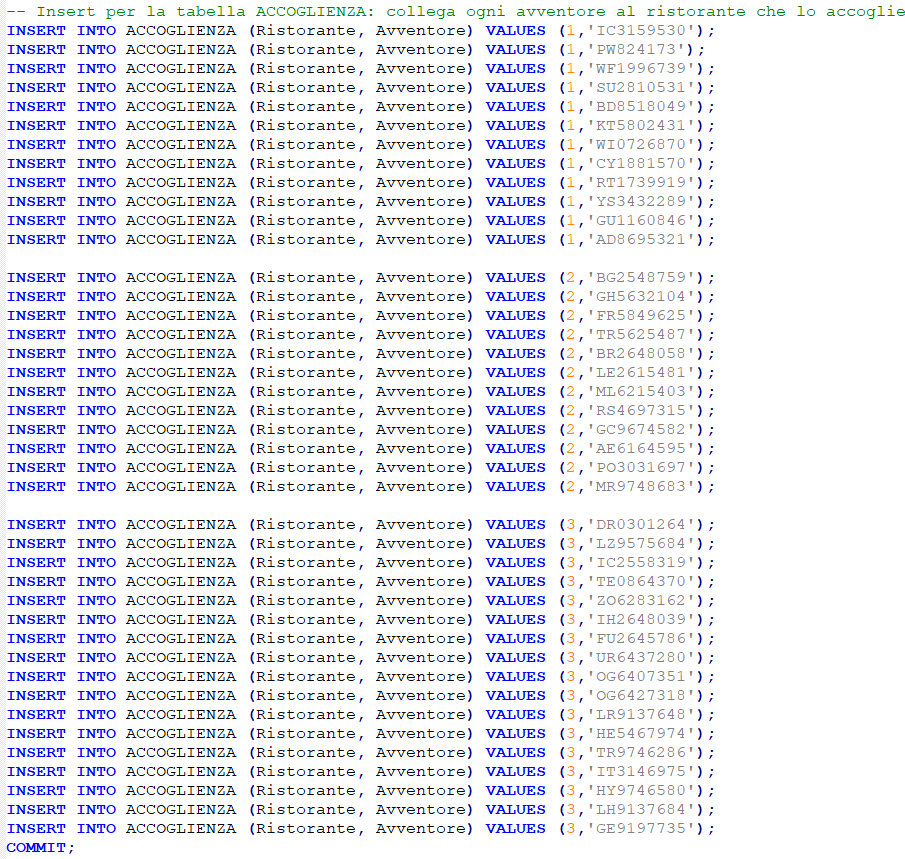 -- Insert per la tabella ACCOGLIENZA: collega ogni avventore al ristorante che lo accoglie
INSERT INTO ACCOGLIENZA (Ristorante, Avventore) VALUES (1,'IC3159530');
INSERT INTO ACCOGLIENZA (Ristorante, Avventore) VALUES (1,'PW824173');
INSERT INTO ACCOGLIENZA (Ristorante, Avventore) VALUES (1,'WF1996739');
INSERT INTO ACCOGLIENZA (Ristorante, Avventore) VALUES (1,'SU2810531');
INSERT INTO ACCOGLIENZA (Ristorante, Avventore) VALUES (1,'BD8518049');
INSERT INTO ACCOGLIENZA (Ristorante, Avventore) VALUES (1,'KT5802431');
INSERT INTO ACCOGLIENZA (Ristorante, Avventore) VALUES (1,'WI0726870');
INSERT INTO ACCOGLIENZA (Ristorante, Avventore) VALUES (1,'CY1881570');
INSERT INTO ACCOGLIENZA (Ristorante, Avventore) VALUES (1,'RT1739919');
INSERT INTO ACCOGLIENZA (Ristorante, Avventore) VALUES (1,'YS3432289');
INSERT INTO ACCOGLIENZA (Ristorante, Avventore) VALUES (1,'GU1160846');
INSERT INTO ACCOGLIENZA (Ristorante, Avventore) VALUES (1,'AD8695321');

INSERT INTO ACCOGLIENZA (Ristorante, Avventore) VALUES (2,'BG2548759');
INSERT INTO ACCOGLIENZA (Ristorante, Avventore) VALUES (2,'GH5632104');
INSERT INTO ACCOGLIENZA (Ristorante, Avventore) VALUES (2,'FR5849625');
INSERT INTO ACCOGLIENZA (Ristorante, Avventore) VALUES (2,'TR5625487');
INSERT INTO ACCOGLIENZA (Ristorante, Avventore) VALUES (2,'BR2648058');
INSERT INTO ACCOGLIENZA (Ristorante, Avventore) VALUES (2,'LE2615481');
INSERT INTO ACCOGLIENZA (Ristorante, Avventore) VALUES (2,'ML6215403');
INSERT INTO ACCOGLIENZA (Ristorante, Avventore) VALUES (2,'RS4697315');
INSERT INTO ACCOGLIENZA (Ristorante, Avventore) VALUES (2,'GC9674582');
INSERT INTO ACCOGLIENZA (Ristorante, Avventore) VALUES (2,'AE6164595');
INSERT INTO ACCOGLIENZA (Ristorante, Avventore) VALUES (2,'PO3031697');
INSERT INTO ACCOGLIENZA (Ristorante, Avventore) VALUES (2,'MR9748683');

INSERT INTO ACCOGLIENZA (Ristorante, Avventore) VALUES (3,'DR0301264');
INSERT INTO ACCOGLIENZA (Ristorante, Avventore) VALUES (3,'LZ9575684');
INSERT INTO ACCOGLIENZA (Ristorante, Avventore) VALUES (3,'IC2558319');
INSERT INTO ACCOGLIENZA (Ristorante, Avventore) VALUES (3,'TE0864370');
INSERT INTO ACCOGLIENZA (Ristorante, Avventore) VALUES (3,'ZO6283162');
INSERT INTO ACCOGLIENZA (Ristorante, Avventore) VALUES (3,'IH2648039');
INSERT INTO ACCOGLIENZA (Ristorante, Avventore) VALUES (3,'FU2645786');
INSERT INTO ACCOGLIENZA (Ristorante, Avventore) VALUES (3,'UR6437280');
INSERT INTO ACCOGLIENZA (Ristorante, Avventore) VALUES (3,'OG6407351');
INSERT INTO ACCOGLIENZA (Ristorante, Avventore) VALUES (3,'OG6427318');
INSERT INTO ACCOGLIENZA (Ristorante, Avventore) VALUES (3,'LR9137648');
INSERT INTO ACCOGLIENZA (Ristorante, Avventore) VALUES (3,'HE5467974');
INSERT INTO ACCOGLIENZA (Ristorante, Avventore) VALUES (3,'TR9746286');
INSERT INTO ACCOGLIENZA (Ristorante, Avventore) VALUES (3,'IT3146975');
INSERT INTO ACCOGLIENZA (Ristorante, Avventore) VALUES (3,'HY9746580');
INSERT INTO ACCOGLIENZA (Ristorante, Avventore) VALUES (3,'LH9137684');
INSERT INTO ACCOGLIENZA (Ristorante, Avventore) VALUES (3,'GE9197735');
COMMIT;